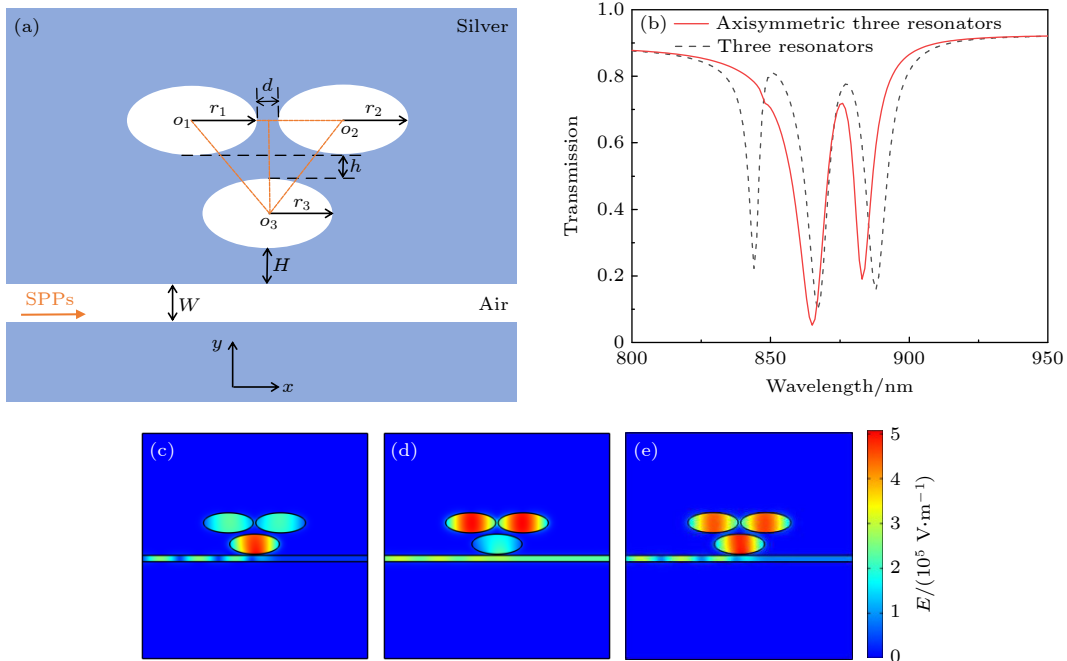 (a)
Silver
d
r1
r2
o1
o2
h
r3
o3
H
SPPs
W
Air
y
x
(b)
Axisymmetric three resonators
Three resonators
1.0
0.8
0.6
0.4
0.2
0
Transmission
800
850
900
950
Wavelength/nm
(c)
(d)
(e)
5
4
3
2
1
0
E/(10⁵ V·m⁻¹)